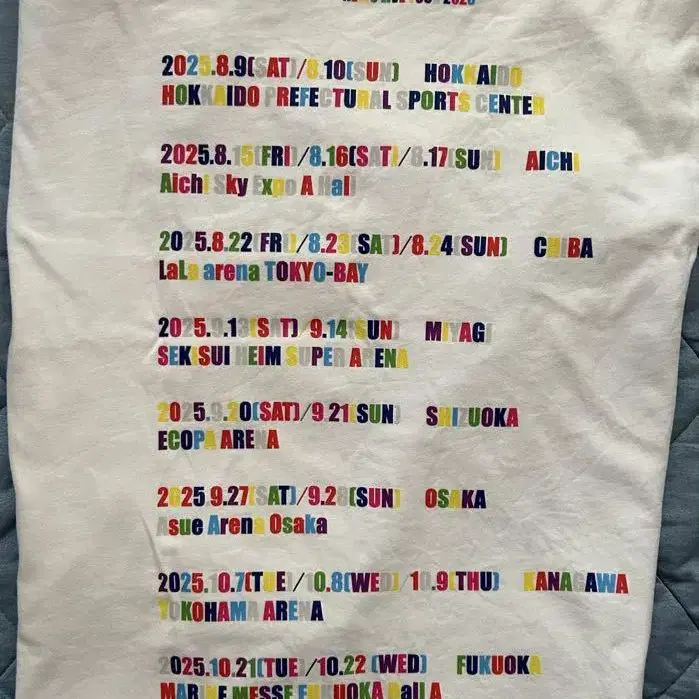 2025.8.9(SAT)/8.10(SUN) HOKKAIDO
HOKKAIDO PREFECTURAL SPORTS CENTER
2025.8.15(FRI)/8.16(SAT)/8.17(SUN) AICHI
Aichi Sky Expo A Hall
2025.8.22(FRI)/8.23(SAT)/8.24(SUN) CHIBA
LaLa arena TOKYO-BAY
2025.9.13(SAT)/9.14(SUN) MIYAGI
SEKISUI HEIM SUPER ARENA
2025.9.20(SAT)/9.21(SUN) SHIZUOKA
ECOPA ARENA
2025.9.27(SAT)/9.28(SUN) OSAKA
Asue Arena Osaka
2025.10.7(TUE)/10.8(WED)/10.9(THU) KANAGAWA
YOKOHAMA ARENA
2025.10.21(TUE)/10.22 (WED) FUKUOKA
MARINE MESSE FUKUOKA Hall A